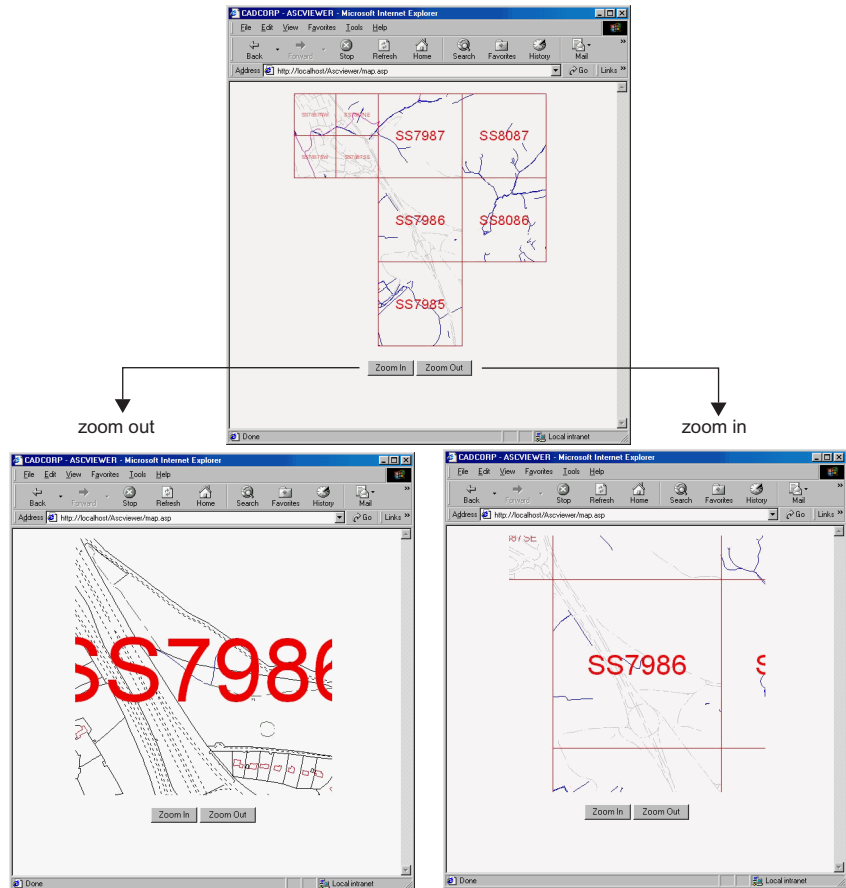 CADCORP - ASCVIEWER - Microsoft Internet Explorer
File Edit View Favorites Tools Help
Back Forward Stop Refresh Home Search Favorites History Mail »
Address http://localhost/Ascviewer/map.asp Go Links »
SS7987 SS8087
SS7986 SS8086
SS7985
Zoom In Zoom Out
Done Local intranet
zoom out
zoom in
CADCORP - ASCVIEWER - Microsoft Internet Explorer
File Edit View Favorites Tools Help
Back Forward Stop Refresh Home Search Favorites History Mail »
Address http://localhost/Ascviewer/map.asp Go Links »
SS7986
Zoom In Zoom Out
Done Local intranet
CADCORP - ASCVIEWER - Microsoft Internet Explorer
File Edit View Favorites Tools Help
Back Forward Stop Refresh Home Search Favorites History Mail »
Address http://localhost/Ascviewer/map.asp Go Links »
SS7986 S
Zoom In Zoom Out
Done Local intranet